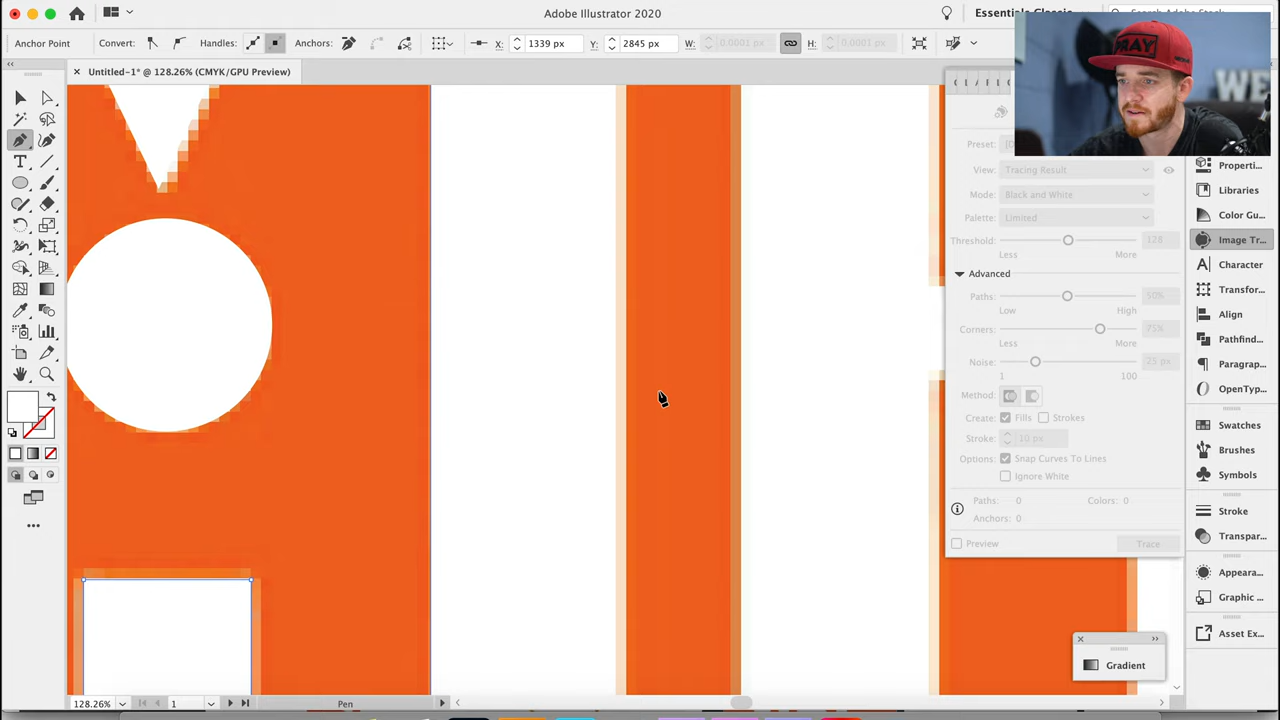 Adobe Illustrator 2020
Essentials Classic
Anchor Point
Convert:
Handles:
Anchors:
X:
1339 px
Y:
2845 px
W:
0.0001 px
H:
0.0001 px
× Untitled-1* @ 128.26% (CMYK/GPU Preview)
PRAY
WE
Preset:
View:
Tracing Result
Mode:
Black and White
Palette:
Limited
Threshold:
128
Less
More
Advanced
Paths:
50%
Low
High
Corners:
75%
Less
More
Noise:
25 px
1
100
Method:
Create:
Fills
Strokes
Stroke:
10 px
Options:
Snap Curves To Lines
Ignore White
Paths: 0
Colors: 0
Anchors: 0
Preview
Trace
Properti...
Libraries
Color Gu...
Image Tr...
Character
Transfor...
Align
Pathfind...
Paragrap...
OpenTyp...
Swatches
Brushes
Symbols
Stroke
Transpar...
Appeara...
Graphic ...
Asset Ex...
Gradient
128.26%
1
Pen